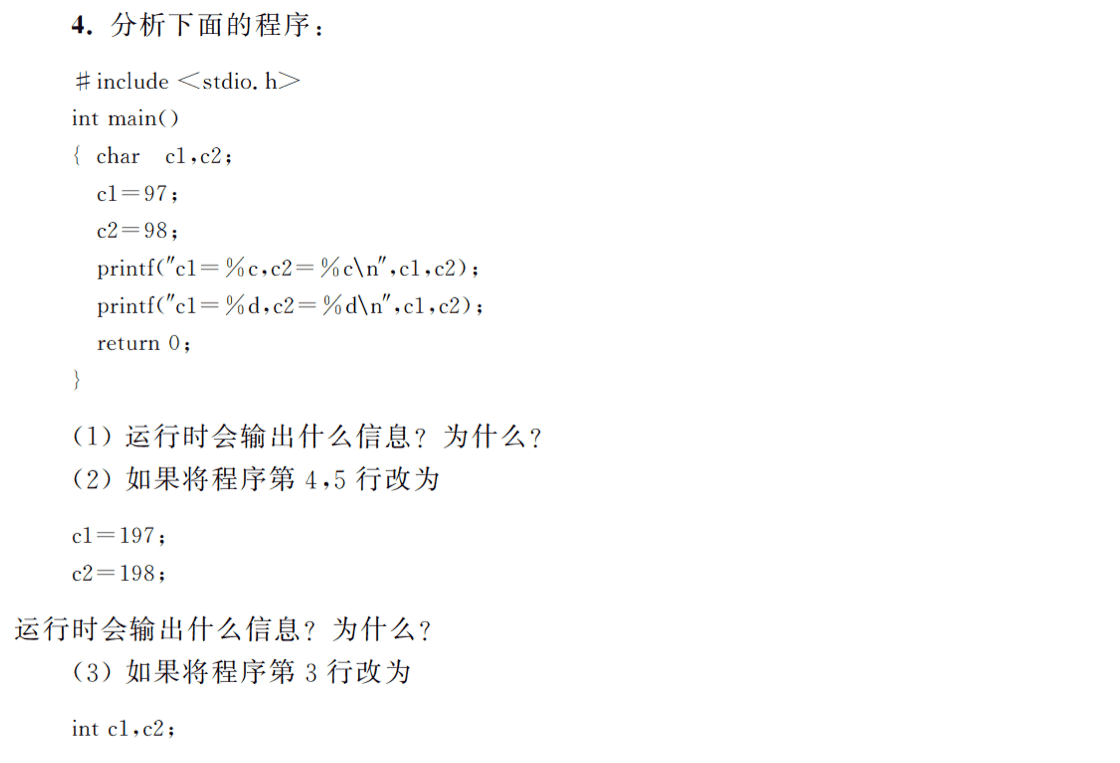 4. 分析下面的程序：
#include <stdio.h>
int main()
{ char c1,c2;
c1=97;
c2=98;
printf("c1=%c,c2=%c\n",c1,c2);
printf("c1=%d,c2=%d\n",c1,c2);
return 0;
}
（1）运行时会输出什么信息？为什么？
（2）如果将程序第 4,5 行改为
c1=197;
c2=198;
运行时会输出什么信息？为什么？
（3）如果将程序第 3 行改为
int c1,c2;